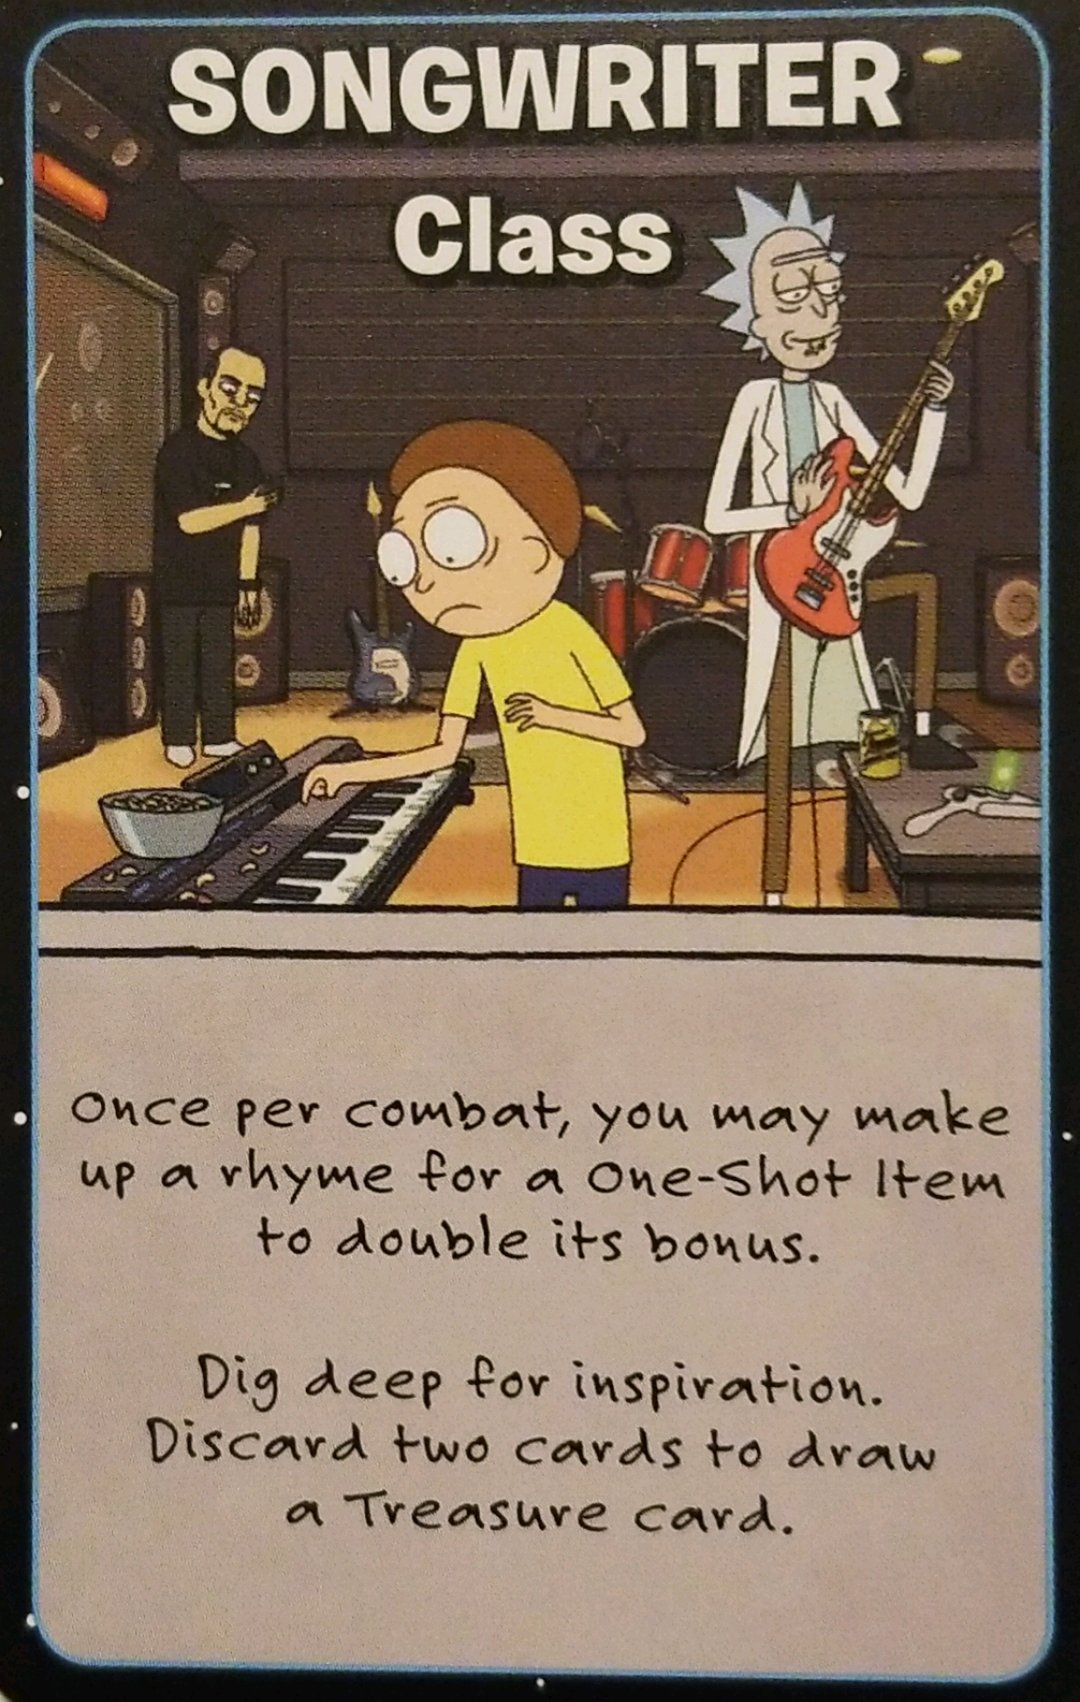 SONGWRITER
Class
Once per combat, you may make
up a rhyme for a One-Shot Item
to double its bonus.
Dig deep for inspiration.
Discard two cards to draw
a Treasure card.